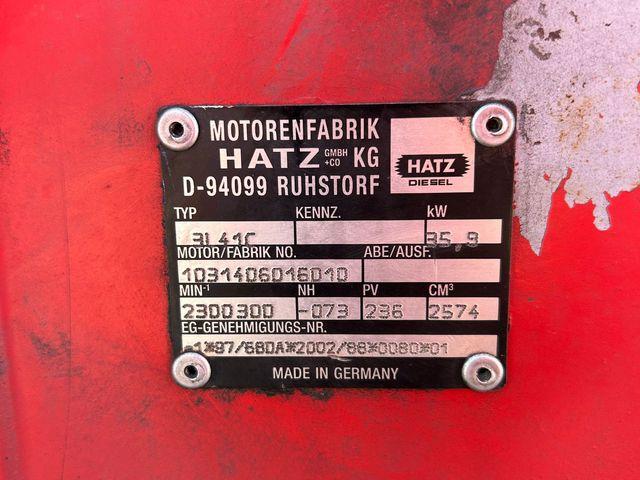 MOTORENFABRIK
HATZ GMBH +CO KG
D-94099 RUHSTORF
HATZ
DIESEL
TYP KENNZ. kW
3L41C 35,9
MOTOR/FABRIK NO. ABE/AUSF.
1031406016010
MIN-1 NH PV CM³
2300300 -073 236 2574
EG-GENEHMIGUNGS-NR.
e1*97/68DA*2002/88*0080*01
MADE IN GERMANY